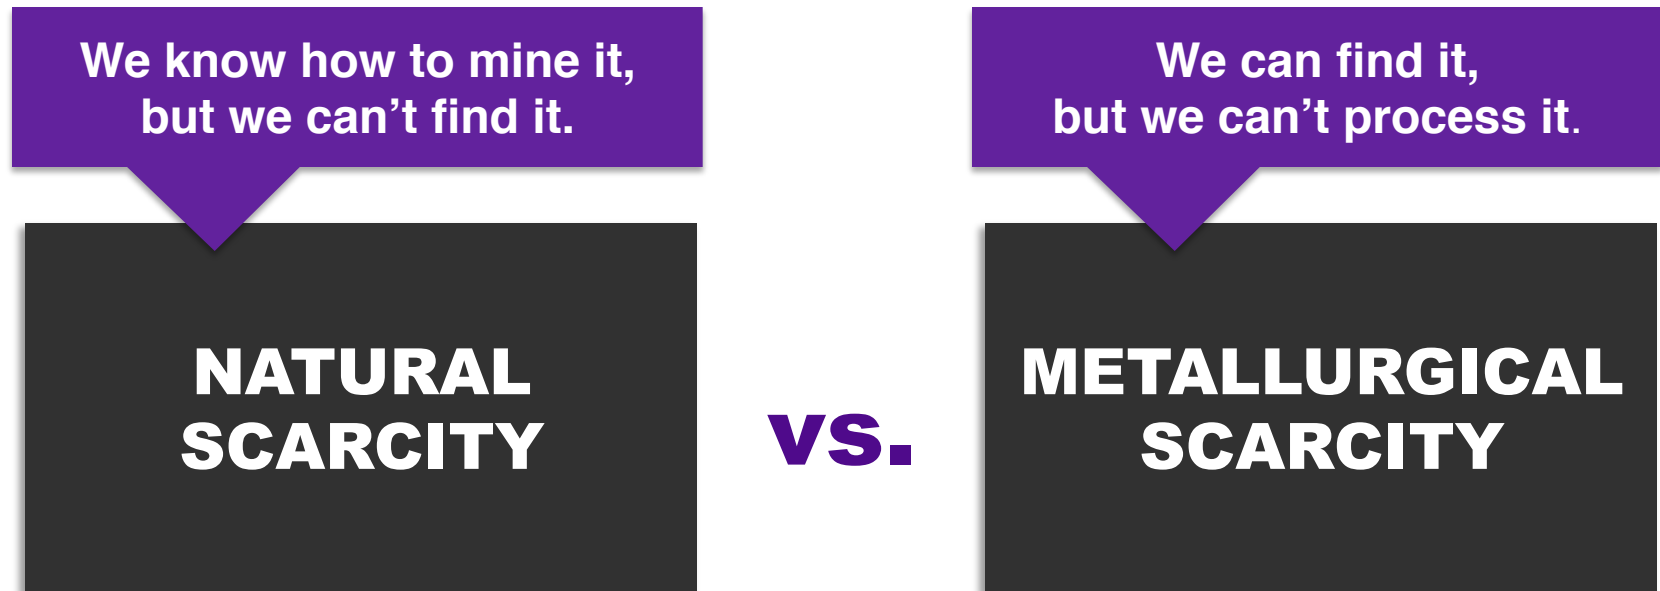 We know how to mine it,
but we can’t find it.
NATURAL
SCARCITY
vs.
We can find it,
but we can’t process it.
METALLURGICAL
SCARCITY